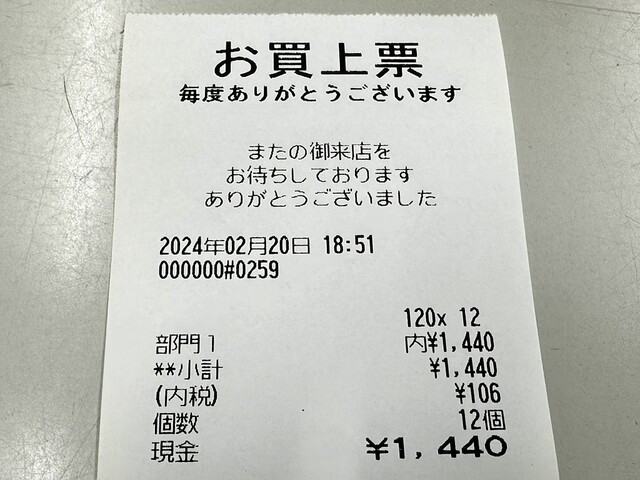 お買上票
毎度ありがとうございます
またの御来店を
お待ちしております
ありがとうございました
2024年02月20日 18:51
000000#0259
120x 12
部門1 内¥1,440
**小計 ¥1,440
(内税) ¥106
個数 12個
現金 ¥1,440